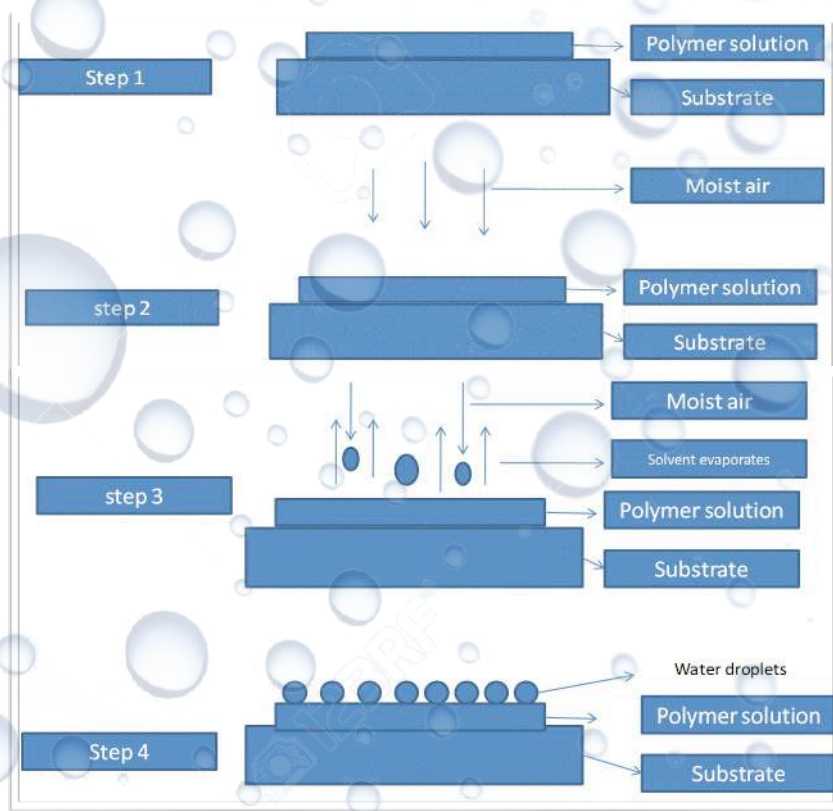 Polymer solution
Step 1
Substrate
Moist air
Polymer solution
step 2
Substrate
Moist air
Solvent evaporates
step 3
Polymer solution
Substrate
Water droplets
Polymer solution
Step 4
Substrate
123RF